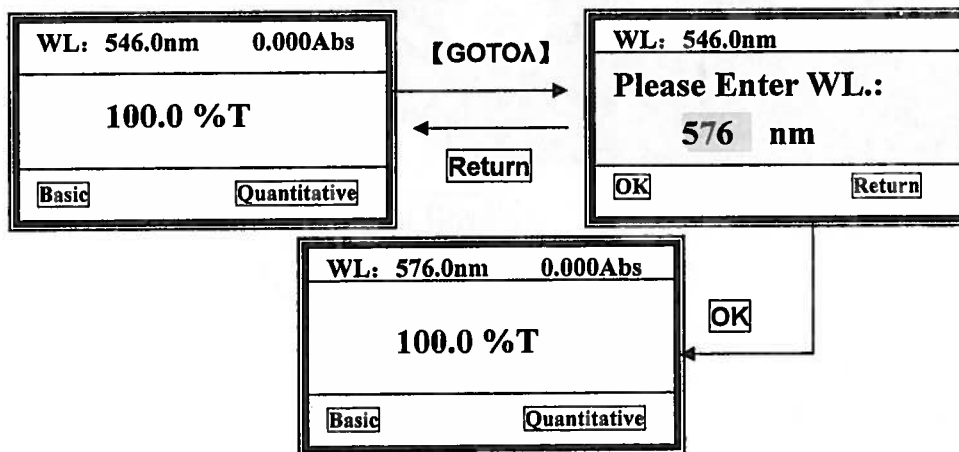 WL: 546.0nm 0.000Abs
100.0 %T
Basic Quantitative
【GOTOλ】
Return
WL: 546.0nm
Please Enter WL.:
576 nm
OK Return
OK
WL: 576.0nm 0.000Abs
100.0 %T
Basic Quantitative